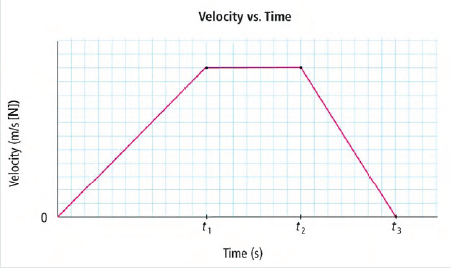 Velocity vs. Time
Velocity (m/s [N])
0
t1 t2 t3
Time (s)